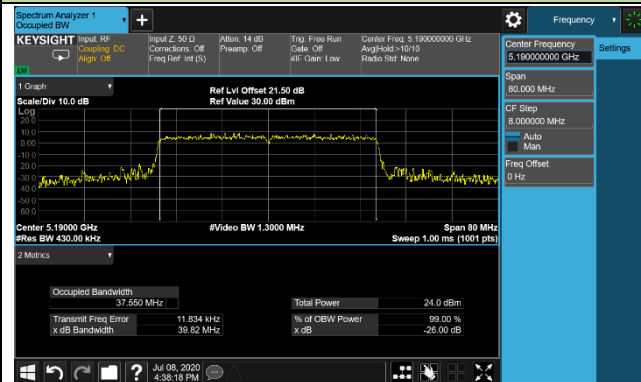 Spectrum Analyzer 1
Occupied BW
Frequency
KEYSIGHT
Input: RF
Coupling: DC
Align: Off
Input Z: 50 Ω
Corrections: Off
Freq Ref: Int (S)
Atten: 14 dB
Preamp: Off
Trig: Free Run
Gate: Off
#IF Gain: Low
Center Freq: 5.190000000 GHz
Avg|Hold:>10/10
Radio Std: None
LNI
Center Frequency
5.190000000 GHz
Settings
Span
80.000 MHz
CF Step
8.000000 MHz
Auto
Man
Freq Offset
0 Hz
1 Graph
Scale/Div 10.0 dB
Ref Lvl Offset 21.50 dB
Ref Value 30.00 dBm
Log
20.0
10.0
0.00
-10.0
-20.0
-30.0
-40.0
-50.0
-60.0
Center 5.19000 GHz
#Res BW 430.00 kHz
#Video BW 1.3000 MHz
Span 80 MHz
Sweep 1.00 ms (1001 pts)
2 Metrics
Occupied Bandwidth
37.550 MHz
Total Power 24.0 dBm
Transmit Freq Error 11.834 kHz
% of OBW Power 99.00 %
x dB Bandwidth 39.82 MHz
x dB -26.00 dB
Jul 08, 2020
4:38:18 PM